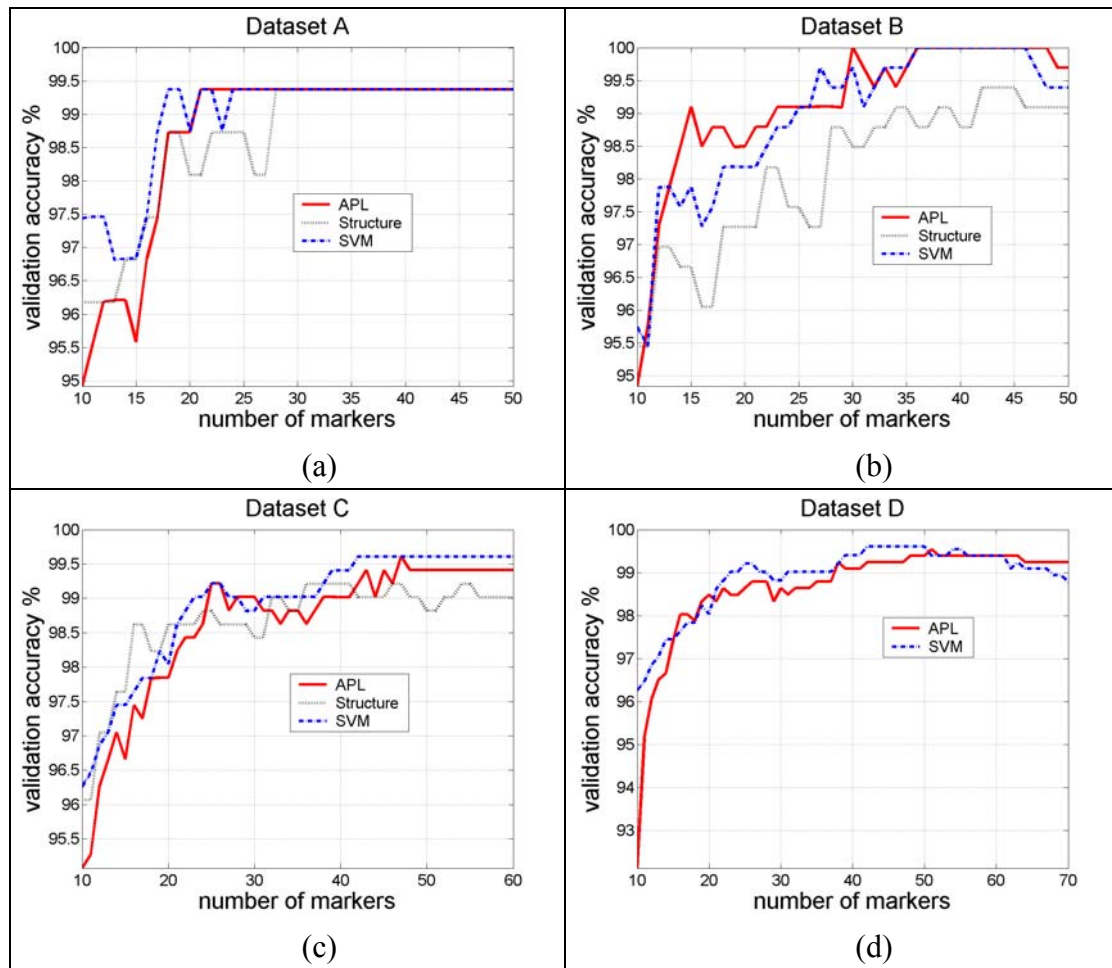 Dataset A
100
99.5
99
98.5
98
97.5
97
96.5
96
95.5
95
validation accuracy %
APL
Structure
SVM
10 15 20 25 30 35 40 45 50
number of markers
(a)
Dataset B
100
99.5
99
98.5
98
97.5
97
96.5
96
95.5
95
validation accuracy %
APL
Structure
SVM
10 15 20 25 30 35 40 45 50
number of markers
(b)
Dataset C
100
99.5
99
98.5
98
97.5
97
96.5
96
95.5
validation accuracy %
APL
Structure
SVM
10 20 30 40 50 60
number of markers
(c)
Dataset D
100
99
98
97
96
95
94
93
validation accuracy %
APL
SVM
10 20 30 40 50 60 70
number of markers
(d)